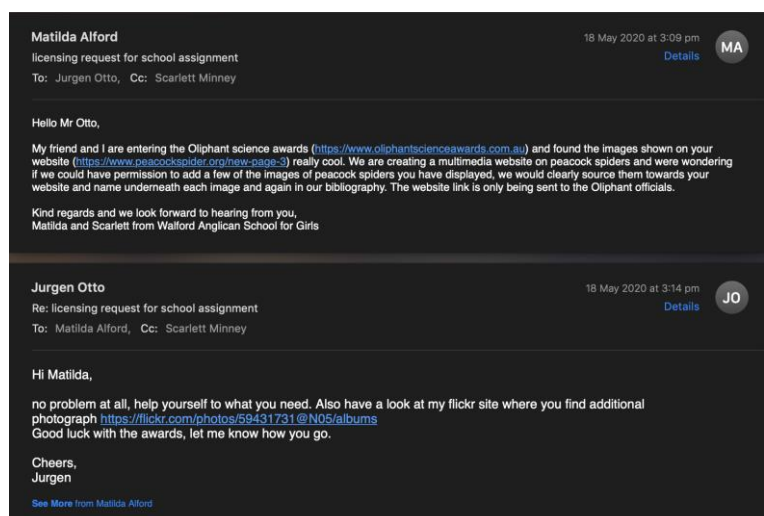 Matilda Alford
18 May 2020 at 3:09 pm
MA
licensing request for school assignment
Details
To: Jurgen Otto, Cc: Scarlett Minney
Hello Mr Otto,
My friend and I are entering the Oliphant science awards (https://www.oliphantscienceawards.com.au) and found the images shown on your
website (https://www.peacockspider.org/new-page-3) really cool. We are creating a multimedia website on peacock spiders and were wondering
if we could have permission to add a few of the images of peacock spiders you have displayed, we would clearly source them towards your
website and name underneath each image and again in our bibliography. The website link is only being sent to the Oliphant officials.
Kind regards and we look forward to hearing from you,
Matilda and Scarlett from Walford Anglican School for Girls
Jurgen Otto
18 May 2020 at 3:14 pm
JO
Re: licensing request for school assignment
Details
To: Matilda Alford, Cc: Scarlett Minney
Hi Matilda,
no problem at all, help yourself to what you need. Also have a look at my flickr site where you find additional
photograph https://flickr.com/photos/59431731@N05/albums
Good luck with the awards, let me know how you go.
Cheers,
Jurgen
See More from Matilda Alford